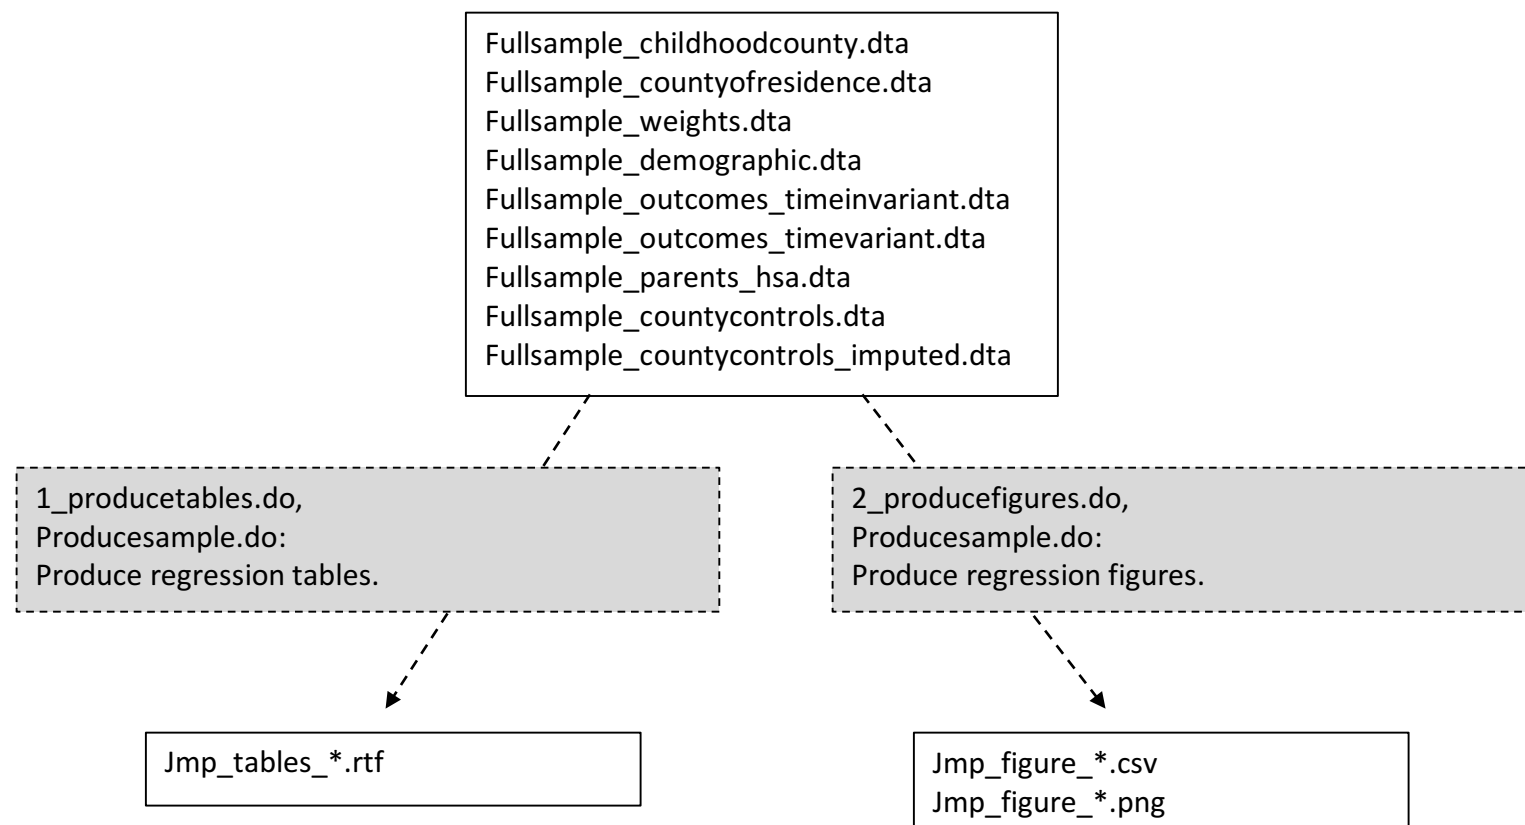 Fullsample_childhoodcounty.dta
Fullsample_countyofresidence.dta
Fullsample_weights.dta
Fullsample_demographic.dta
Fullsample_outcomes_timeinvariant.dta
Fullsample_outcomes_timevariant.dta
Fullsample_parents_hsa.dta
Fullsample_countycontrols.dta
Fullsample_countycontrols_imputed.dta
1_producetables.do,
Producesample.do:
Produce regression tables.
2_producefigures.do,
Producesample.do:
Produce regression figures.
Jmp_tables_*.rtf
Jmp_figure_*.csv
Jmp_figure_*.png